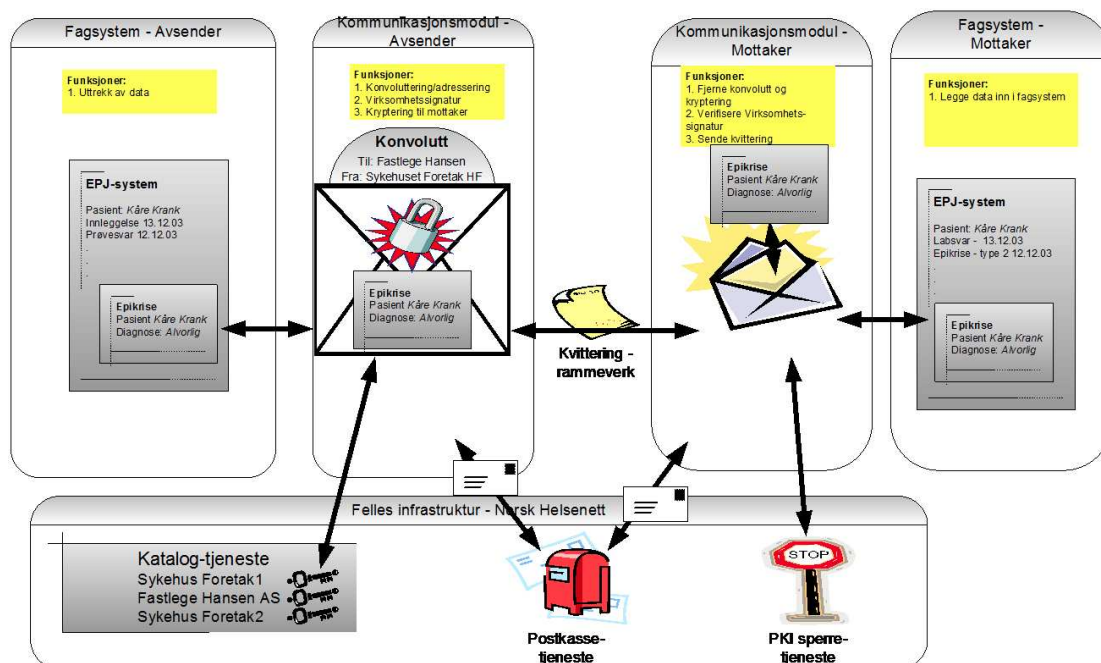 Fagsystem - Avsender
Funksjoner:
1. Uttrekk av data
EPJ-system
Pasient: Kåre Krank
Innleggelse 13.12.03
Prøvesvar 12.12.03
.
.
.
Epikrise
Pasient Kåre Krank
Diagnose: Alvorlig
Kommunikasjonsmodul -
Avsender
Funksjoner:
1. Konvoluttering/adressering
2. Virksomhetssignatur
3. Kryptering til mottaker
Konvolutt
Til: Fastlege Hansen
Fra: Sykehuset Foretak HF
Epikrise
Pasient Kåre Krank
Diagnose: Alvorlig
Kvittering -
rammeverk
Kommunikasjonsmodul -
Mottaker
Funksjoner:
1. Fjerne konvolutt og
kryptering
2. Verifisere Virksomhets-
signatur
3. Sende kvittering
Epikrise
Pasient Kåre Krank
Diagnose: Alvorlig
Fagsystem -
Mottaker
Funksjoner:
1. Legge data inn i fagsystem
EPJ-system
Pasient: Kåre Krank
Labsvar - 13.12.03
Epikrise - type 2 12.12.03
.
.
.
Epikrise
Pasient Kåre Krank
Diagnose: Alvorlig
Felles infrastruktur - Norsk Helsenett
Katalog-tjeneste
Sykehus Foretak1
Fastlege Hansen AS
Sykehus Foretak2
Postkasse-
tjeneste
STOP
PKI sperre-
tjeneste